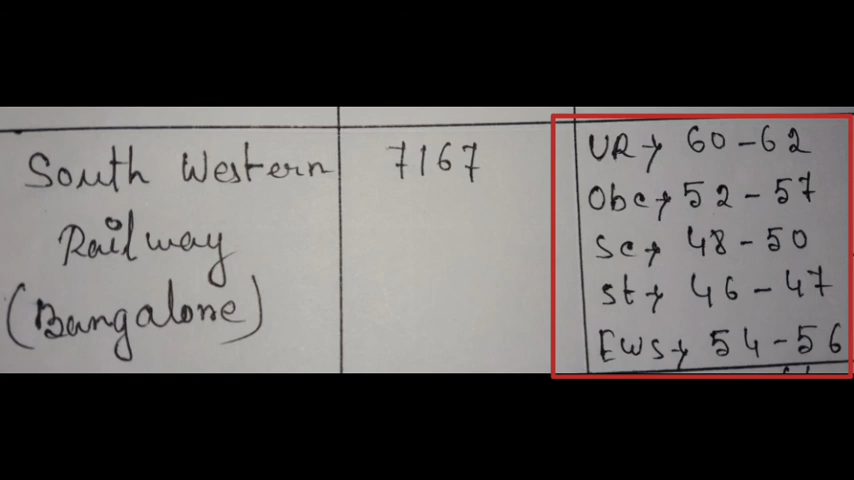 South Western
Railway
(Bangalore)
7167
UR→ 60-62
Obc→ 52-57
Sc→ 48-50
St→ 46-47
EWS→ 54-56